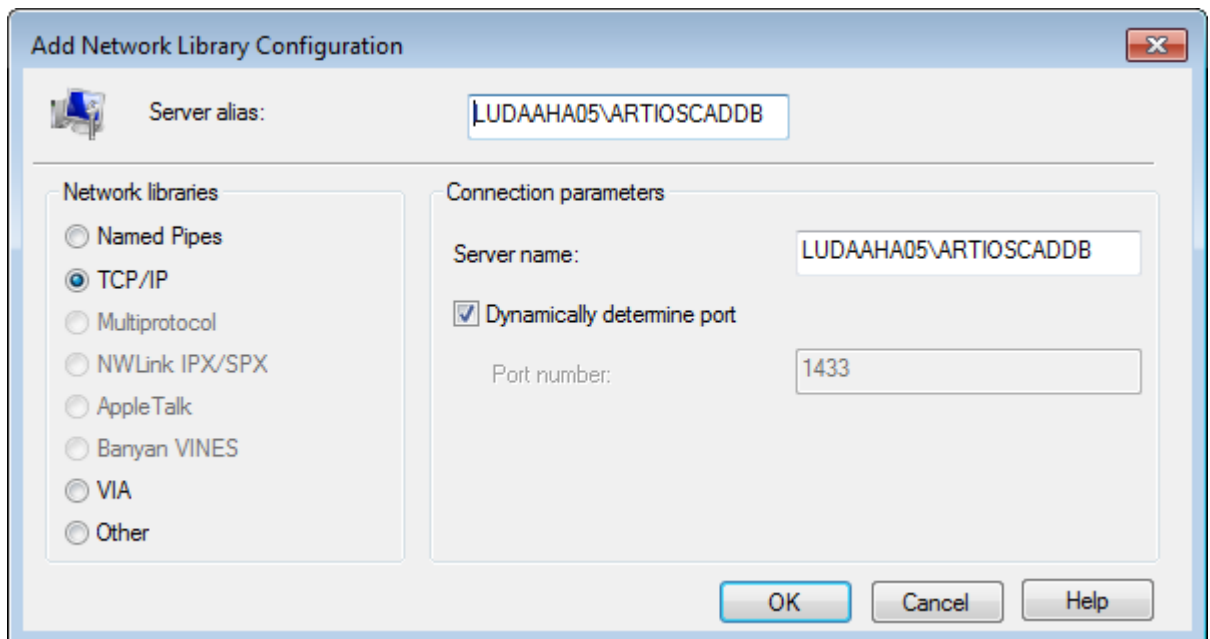 Add Network Library Configuration
Server alias: LUDAAHA05\ARTIOSCADDB
Network libraries
Named Pipes
TCP/IP
Multiprotocol
NWLink IPX/SPX
AppleTalk
Banyan VINES
VIA
Other
Connection parameters
Server name: LUDAAHA05\ARTIOSCADDB
Dynamically determine port
Port number: 1433
OK Cancel Help